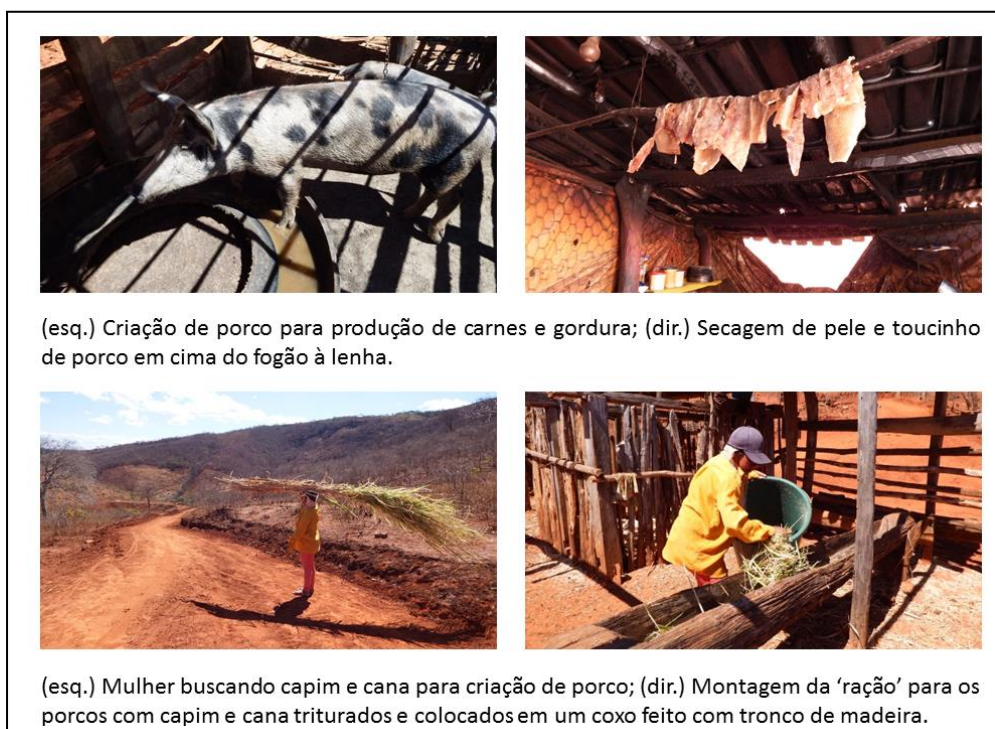 (esq.) Criação de porco para produção de carnes e gordura; (dir.) Secagem de pele e toucinho
de porco em cima do fogão à lenha.
(esq.) Mulher buscando capim e cana para criação de porco; (dir.) Montagem da ‘ração’ para os
porcos com capim e cana triturados e colocados em um coxo feito com tronco de madeira.